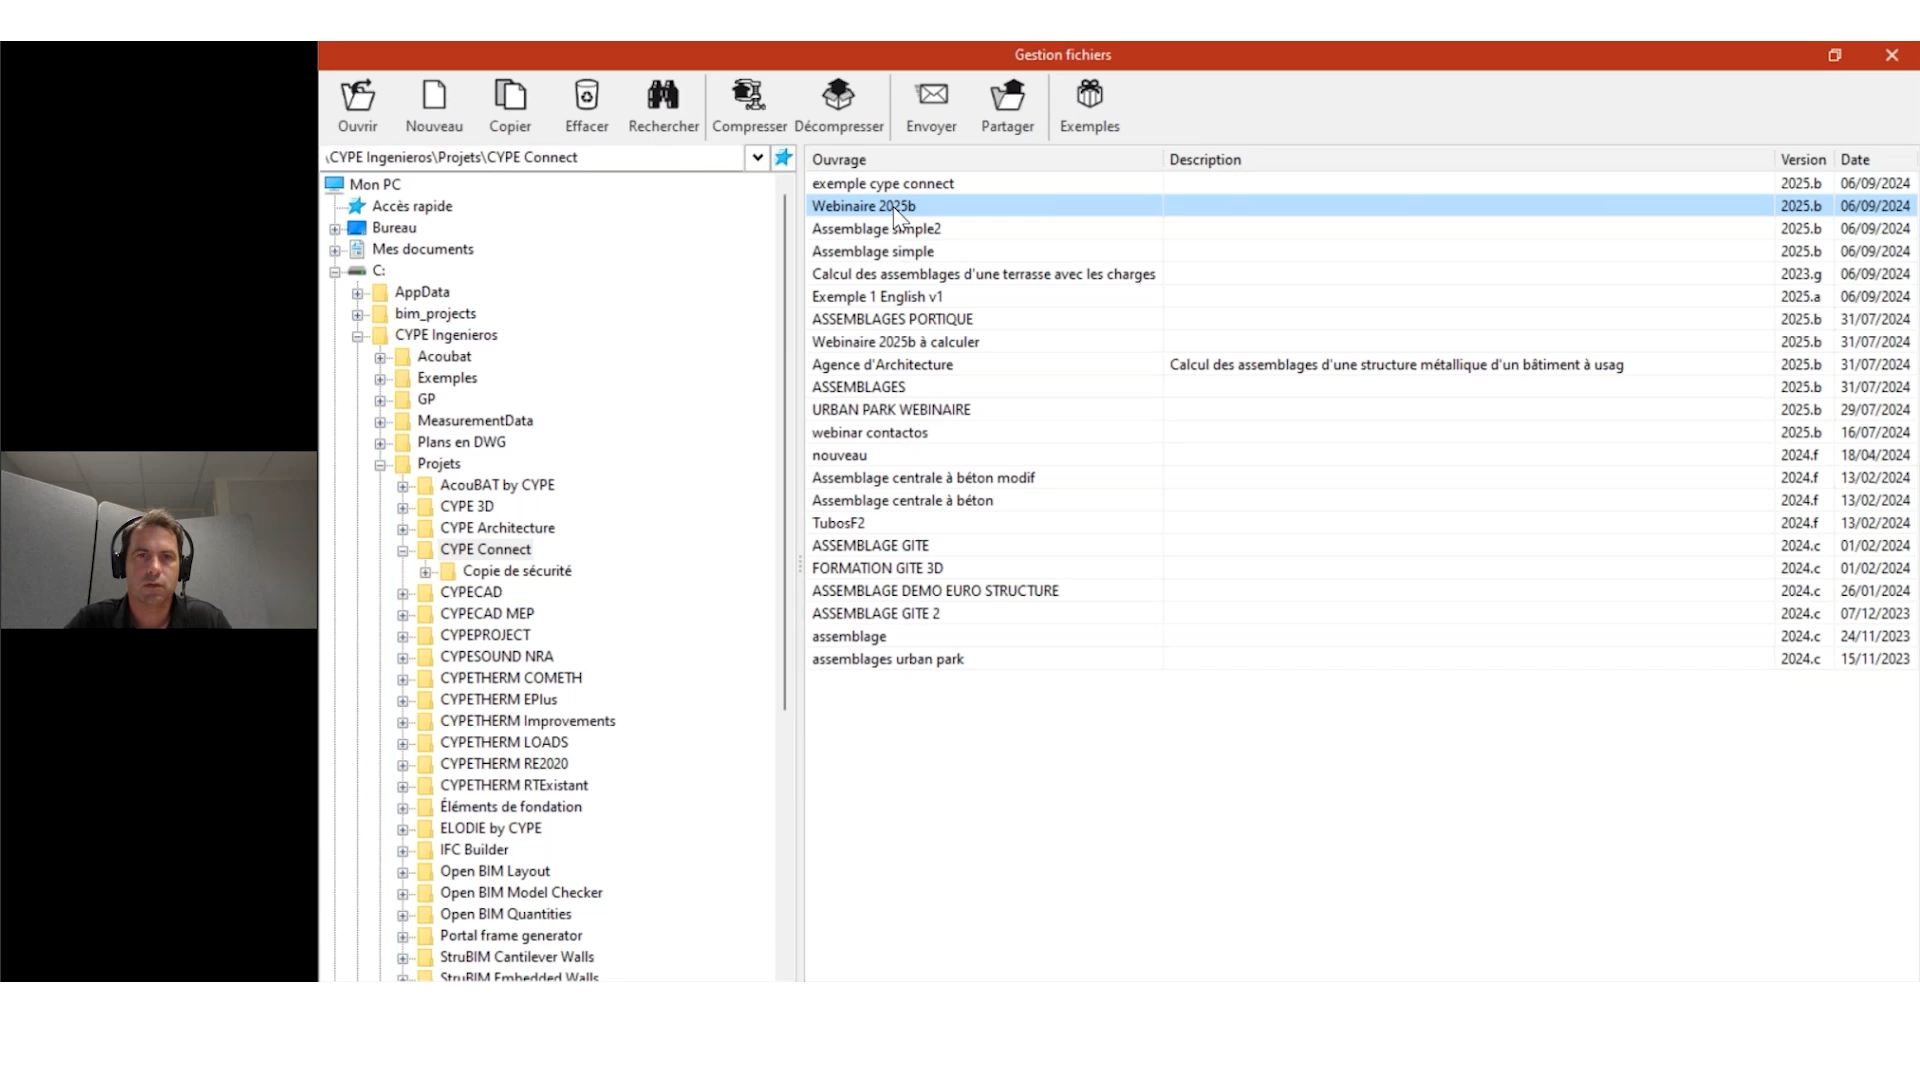 Gestion fichiers
Ouvrir Nouveau Copier Effacer Rechercher Compresser Décompresser Envoyer Partager Exemples
\CYPE Ingenieros\Projets\CYPE Connect
Mon PC
Accès rapide
Bureau
Mes documents
C:
AppData
bim_projects
CYPE Ingenieros
Acoubat
Exemples
GP
MeasurementData
Plans en DWG
Projets
AcouBAT by CYPE
CYPE 3D
CYPE Architecture
CYPE Connect
Copie de sécurité
CYPECAD
CYPECAD MEP
CYPEPROJECT
CYPESOUND NRA
CYPETHERM COMETH
CYPETHERM EPlus
CYPETHERM Improvements
CYPETHERM LOADS
CYPETHERM RE2020
CYPETHERM RTExistant
Éléments de fondation
ELODIE by CYPE
IFC Builder
Open BIM Layout
Open BIM Model Checker
Open BIM Quantities
Portal frame generator
StruBIM Cantilever Walls
StruBIM Embedded Walls
Ouvrage Description Version Date
exemple cype connect 2025.b 06/09/2024
Webinaire 2025b 2025.b 06/09/2024
Assemblage simple2 2025.b 06/09/2024
Assemblage simple 2025.b 06/09/2024
Calcul des assemblages d'une terrasse avec les charges 2023.g 06/09/2024
Exemple 1 English v1 2025.a 06/09/2024
ASSEMBLAGES PORTIQUE 2025.b 31/07/2024
Webinaire 2025b à calculer 2025.b 31/07/2024
Agence d'Architecture Calcul des assemblages d'une structure métallique d'un bâtiment à usag 2025.b 31/07/2024
ASSEMBLAGES 2025.b 31/07/2024
URBAN PARK WEBINAIRE 2025.b 29/07/2024
webinar contactos 2025.b 16/07/2024
nouveau 2024.f 18/04/2024
Assemblage centrale à béton modif 2024.f 13/02/2024
Assemblage centrale à béton 2024.f 13/02/2024
TubosF2 2024.f 13/02/2024
ASSEMBLAGE GITE 2024.c 01/02/2024
FORMATION GITE 3D 2024.c 01/02/2024
ASSEMBLAGE DEMO EURO STRUCTURE 2024.c 26/01/2024
ASSEMBLAGE GITE 2 2024.c 07/12/2023
assemblage 2024.c 24/11/2023
assemblages urban park 2024.c 15/11/2023